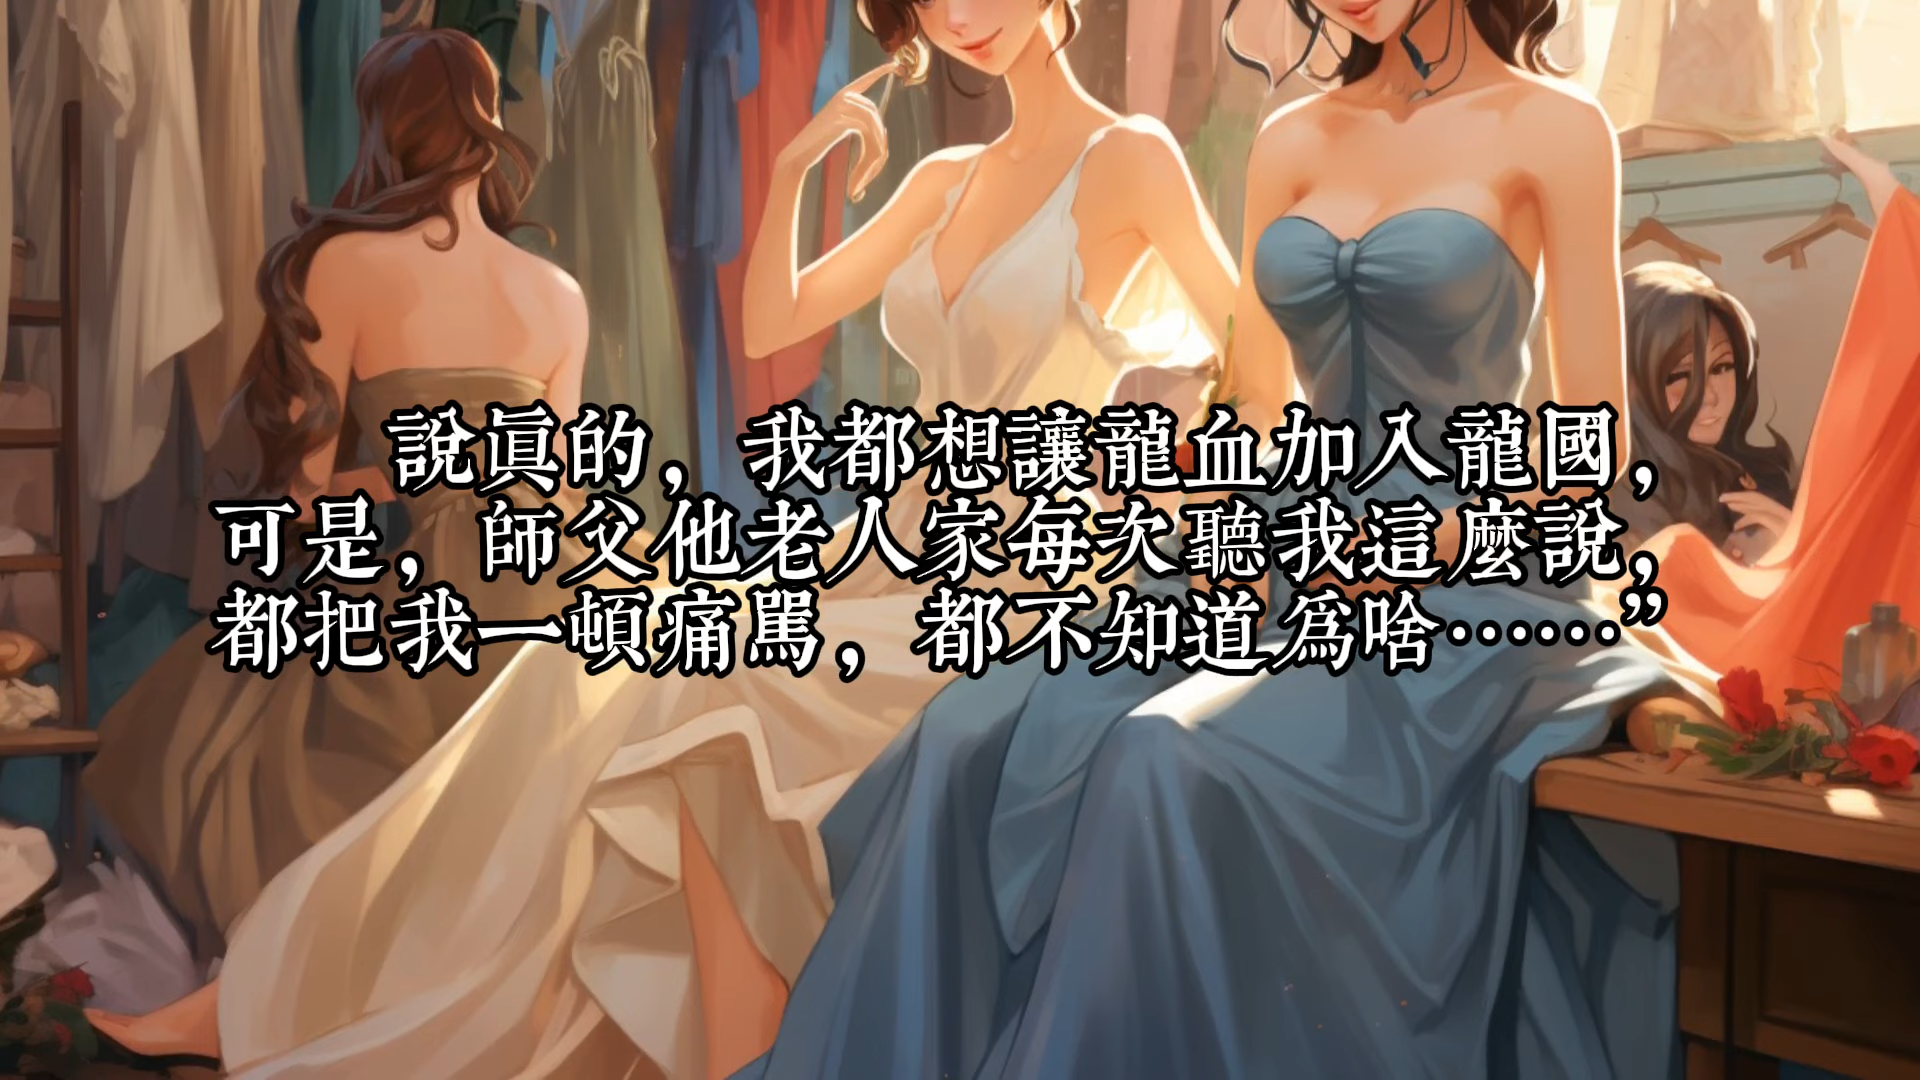 說眞的，我都想讓龍血加入龍國，
可是，師父他老人家每次聽我這麼說，
都把我一頓痛駡，都不知道爲啥……”